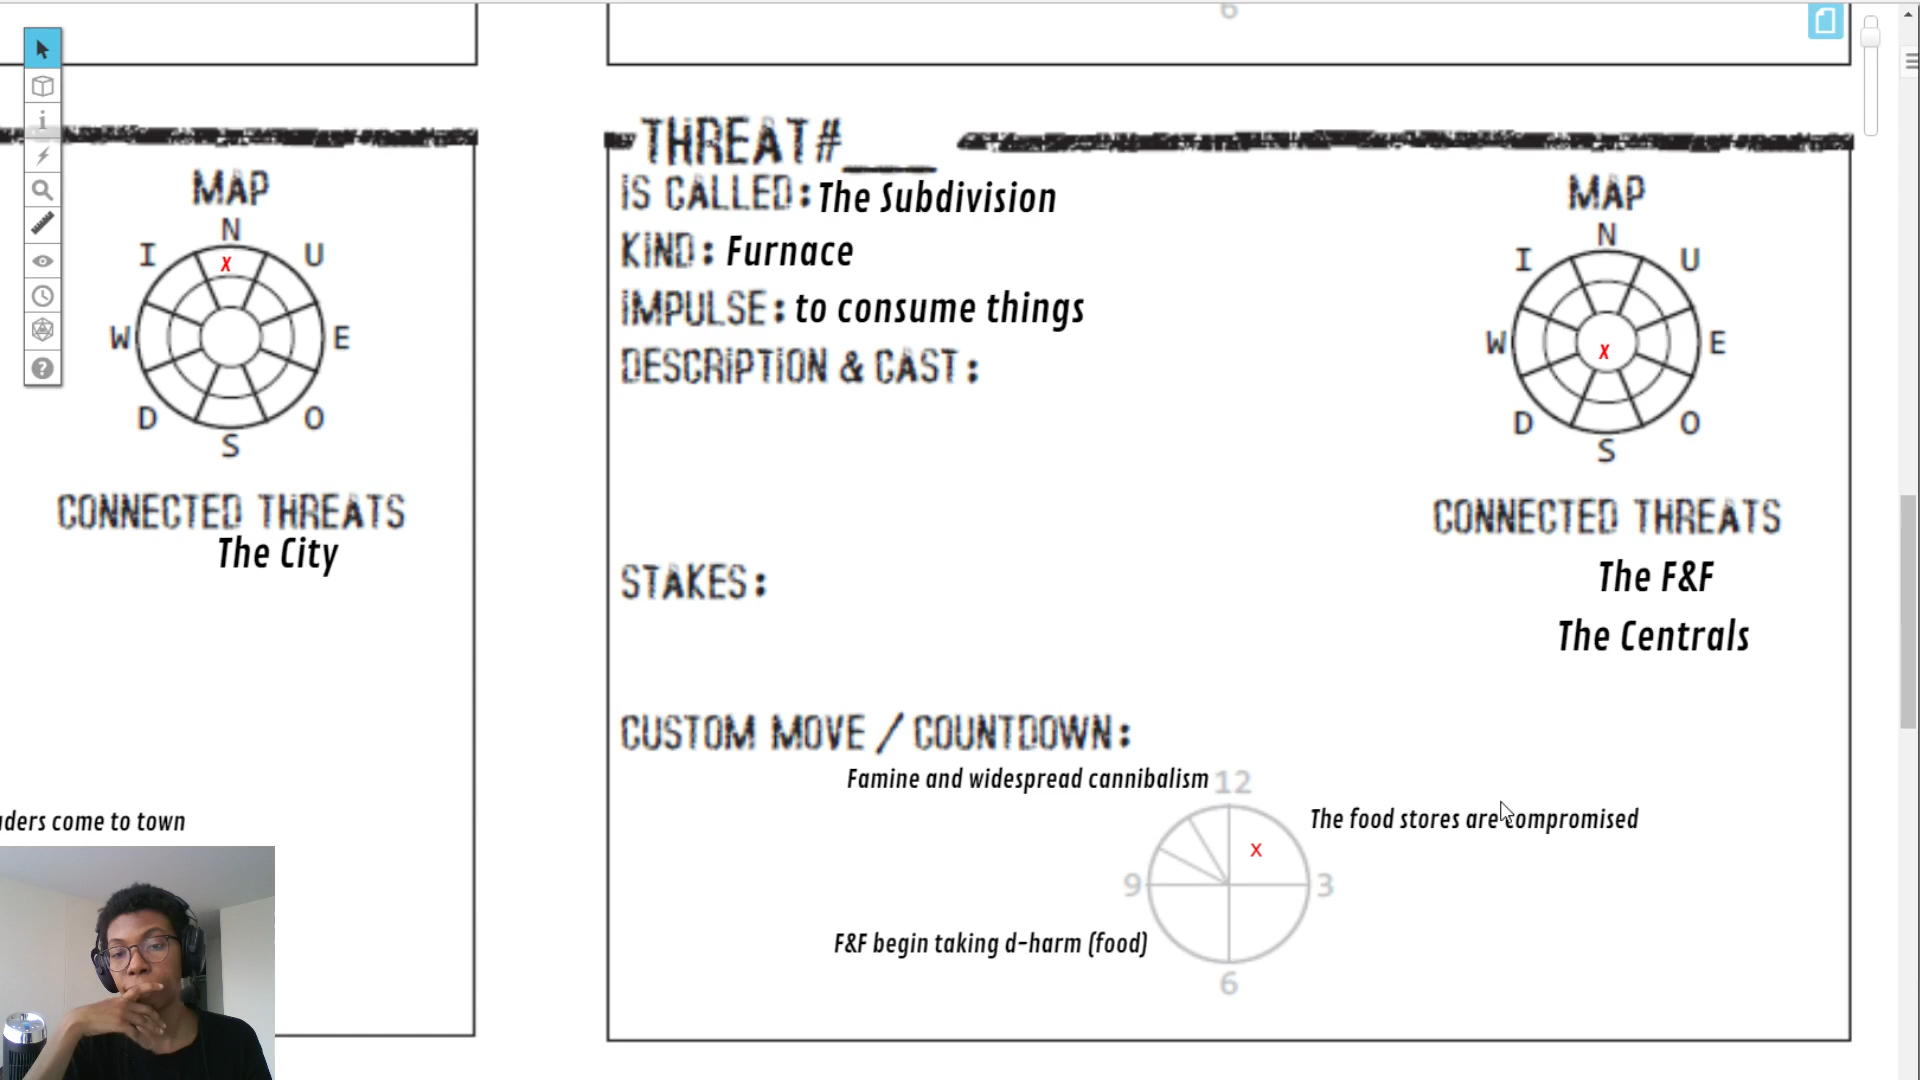 6
MAP
N
I
U
X
W
E
D
O
S
CONNECTED THREATS
The City
ders come to town
THREAT#___
IS CALLED: The Subdivision
KIND: Furnace
IMPULSE: to consume things
DESCRIPTION & CAST:
STAKES:
CUSTOM MOVE / COUNTDOWN:
Famine and widespread cannibalism
12
The food stores are compromised
x
9
3
F&F begin taking d-harm (food)
6
MAP
N
I
U
W
E
X
D
O
S
CONNECTED THREATS
The F&F
The Centrals